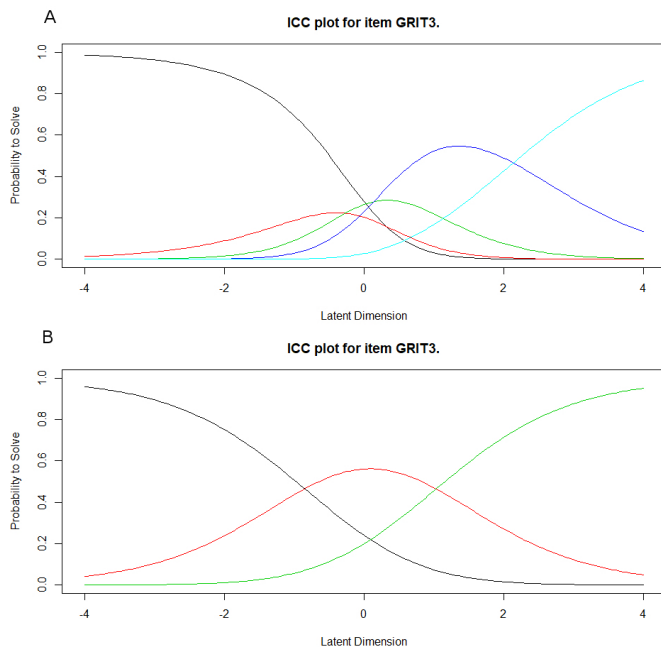 A
ICC plot for item GRIT3.
Probability to Solve
1.0
0.8
0.6
0.4
0.2
0.0
-4 -2 0 2 4
Latent Dimension
B
ICC plot for item GRIT3.
Probability to Solve
1.0
0.8
0.6
0.4
0.2
0.0
-4 -2 0 2 4
Latent Dimension